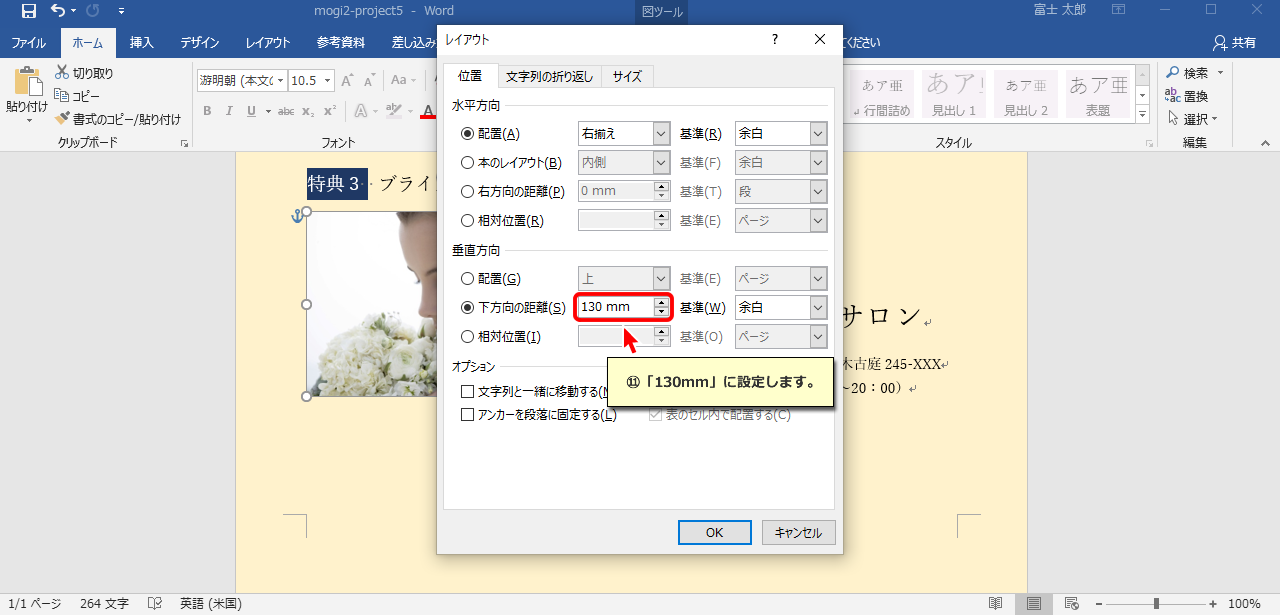 mogi2-project5 - Word
図ツール
富士 太郎
ファイル ホーム 挿入 デザイン レイアウト 参考資料 差し込み ください 共有
貼り付け
切り取り
コピー
書式のコピー/貼り付け
クリップボード
游明朝 (本文の 10.5 A A Aa
B I U abc x₂ x² A ab A
フォント
あア亜 あア亜 あア亜
行間詰め 見出し 1 見出し 2 表題
スタイル
検索
置換
選択
編集
レイアウト ?
位置 文字列の折り返し サイズ
水平方向
配置(A) 右揃え 基準(R) 余白
本のレイアウト(B) 内側 基準(F) 余白
右方向の距離(P) 0 mm 基準(T) 段
相対位置(R) 基準(E) ページ
垂直方向
配置(G) 上 基準(E) ページ
下方向の距離(S) 130 mm 基準(W) 余白
相対位置(I) 基準(O) ページ
オプション
文字列と一緒に移動する(
アンカーを段落に固定する(L) 表のセル内で配置する(C)
⑪「130mm」に設定します。
OK キャンセル
特典 3 ブライ
サロン
木古庭 245-XXX
~20：00）
1/1 ページ 264 文字 英語 (米国) 100%